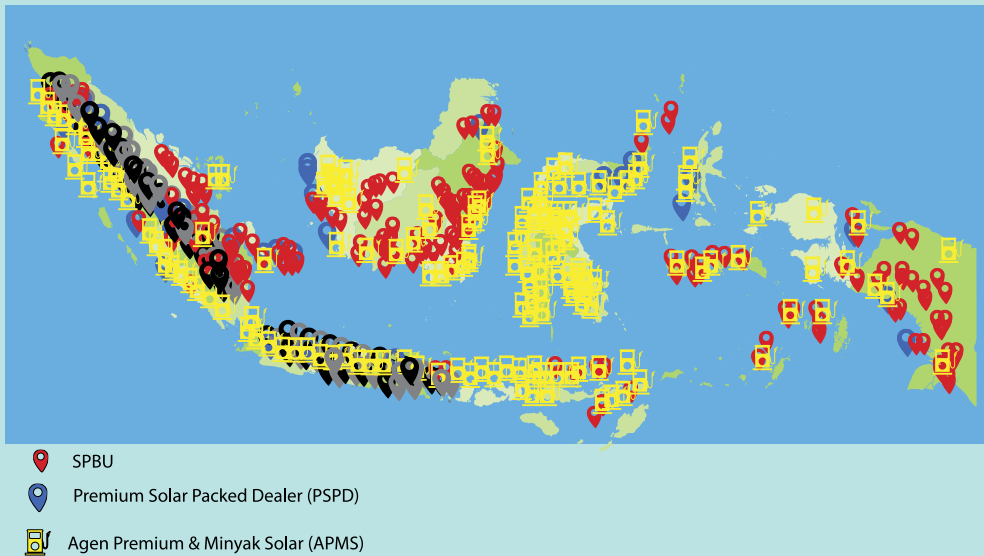 SPBU
Premium Solar Packed Dealer (PSPD)
Agen Premium & Minyak Solar (APMS)